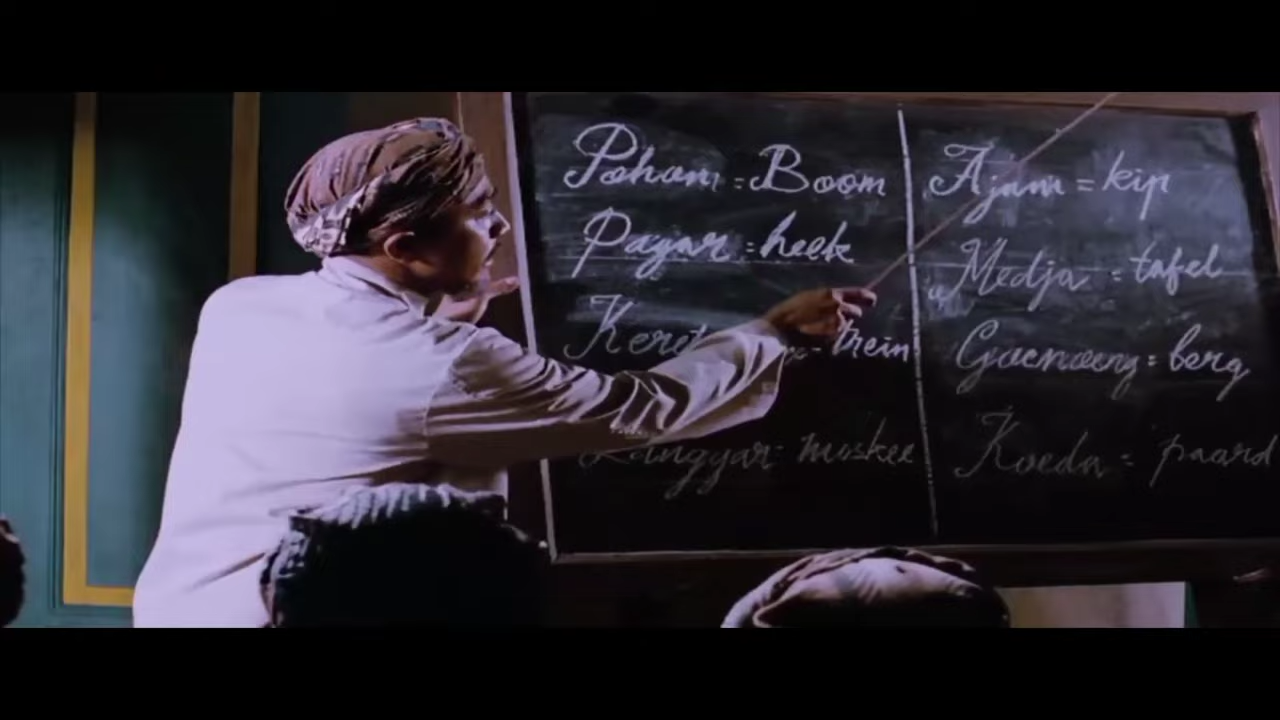 Pohon = Boom
Pagar = heek
Keret - trein
Langgar = moskee
Ajam = kip
Medja = tafel
Goenoeng = berg
Koeda = paard